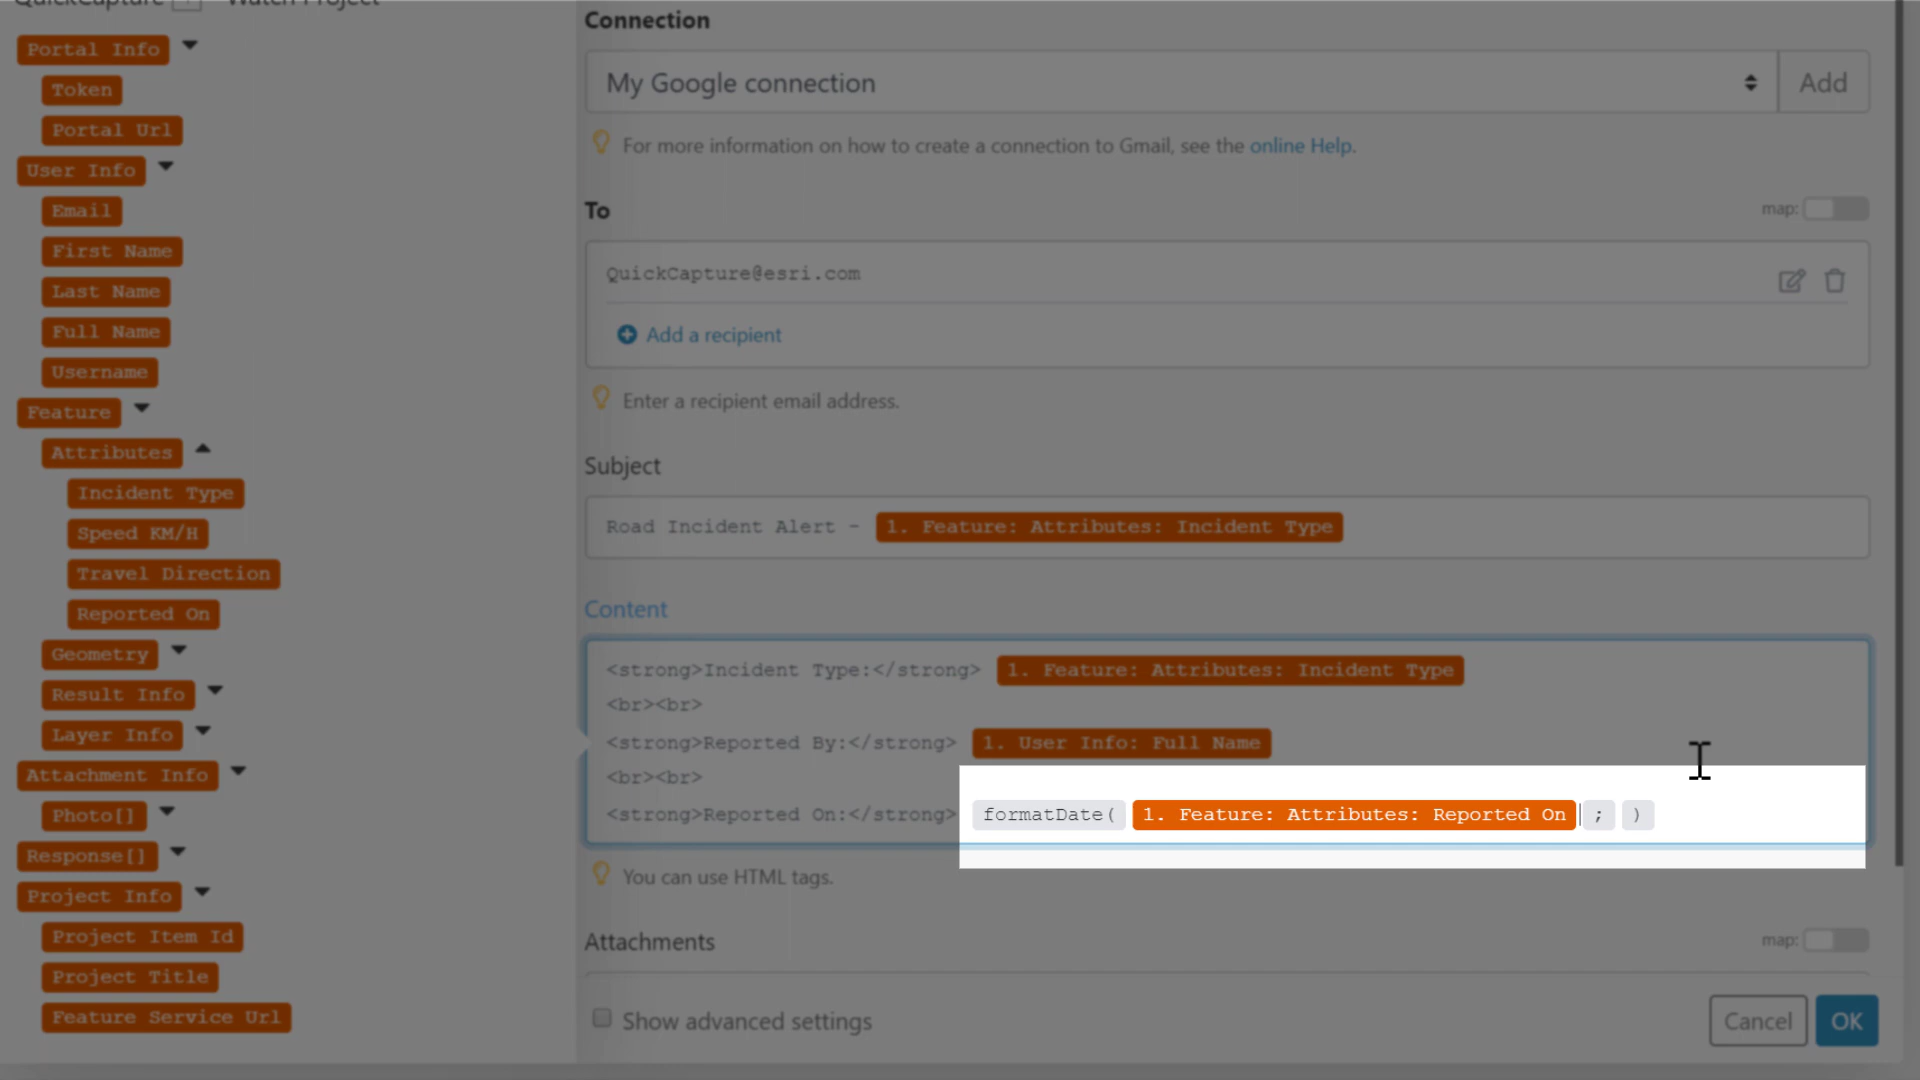 QuickCapture Watch Project
Portal Info
Token
Portal Url
User Info
Email
First Name
Last Name
Full Name
Username
Feature
Attributes
Incident Type
Speed KM/H
Travel Direction
Reported On
Geometry
Result Info
Layer Info
Attachment Info
Photo[]
Response[]
Project Info
Project Item Id
Project Title
Feature Service Url
Connection
My Google connection Add
For more information on how to create a connection to Gmail, see the online Help.
To map:
QuickCapture@esri.com
Add a recipient
Enter a recipient email address.
Subject
Road Incident Alert - 1. Feature: Attributes: Incident Type
Content
<strong>Incident Type:</strong> 1. Feature: Attributes: Incident Type
<br><br>
<strong>Reported By:</strong> 1. User Info: Full Name
<br><br>
<strong>Reported On:</strong> formatDate( 1. Feature: Attributes: Reported On ; )
You can use HTML tags.
Attachments map:
Show advanced settings
Cancel OK